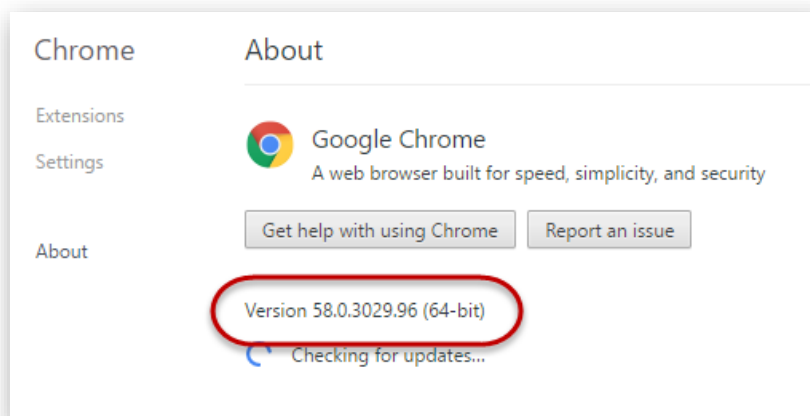 Chrome
About
Extensions
Settings
About
Google Chrome
A web browser built for speed, simplicity, and security
Get help with using Chrome
Report an issue
Version 58.0.3029.96 (64-bit)
Checking for updates...